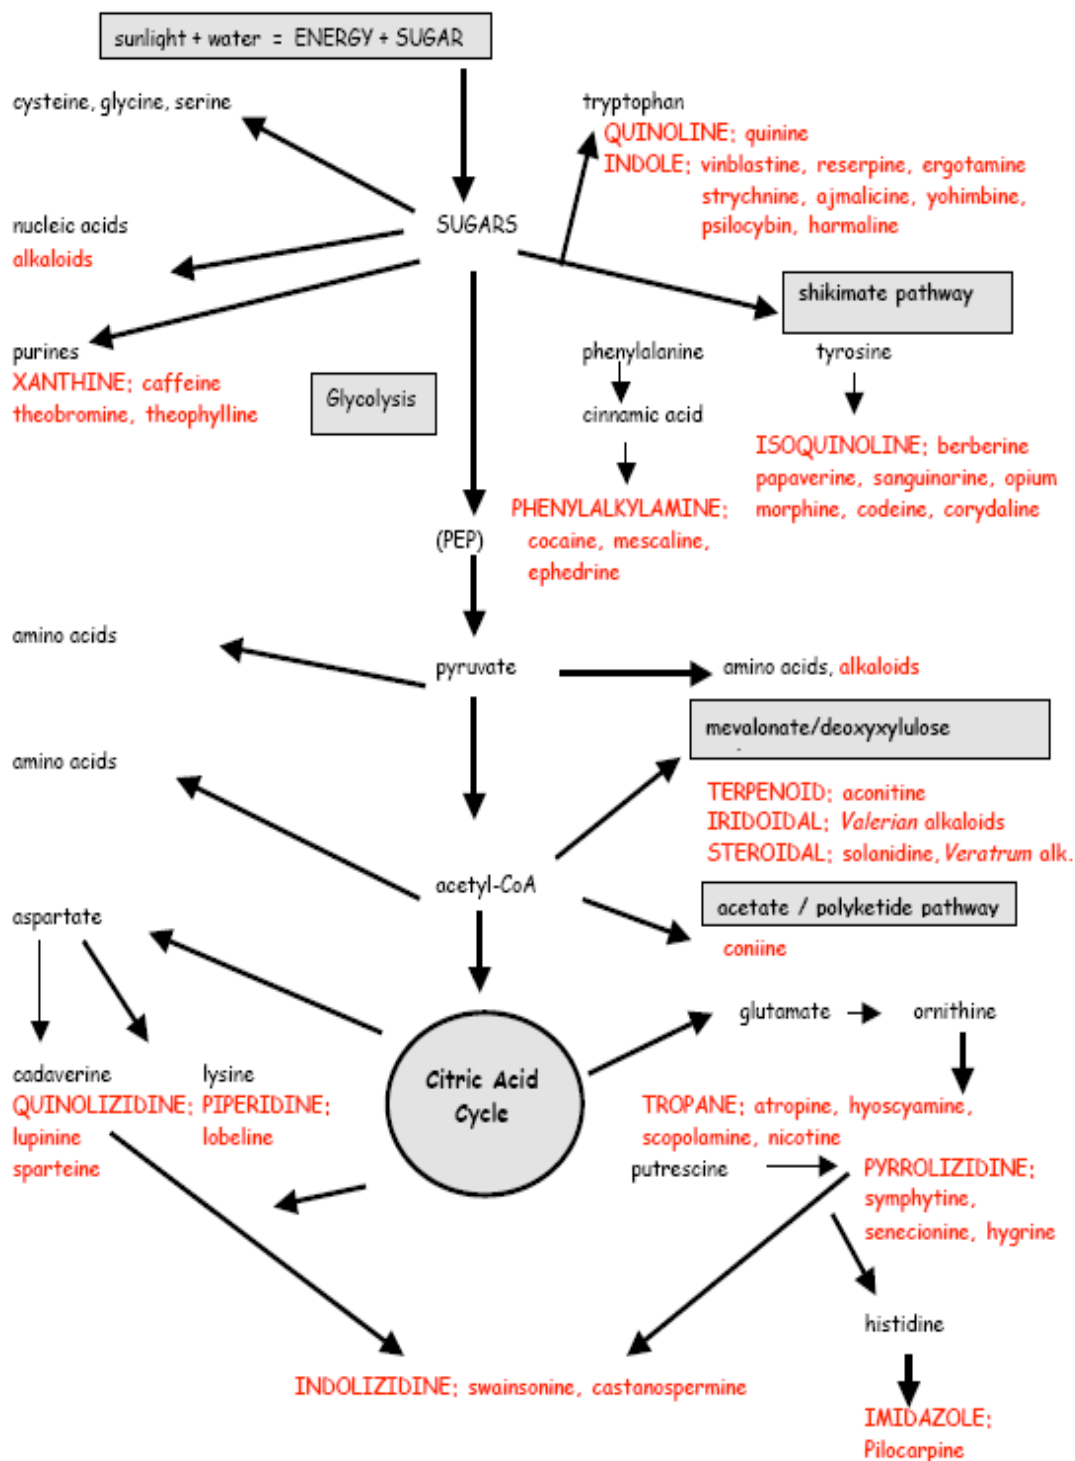 sunlight + water = ENERGY + SUGAR
cysteine, glycine, serine
tryptophan
QUINOLINE: quinine
INDOLE: vinblastine, reserpine, ergotamine
strychnine, ajmalicine, yohimbine,
psilocybin, harmaline
nucleic acids
alkaloids
SUGARS
shikimate pathway
purines
XANTHINE: caffeine
theobromine, theophylline
Glycolysis
phenylalanine
cinnamic acid
PHENYLALKYLAMINE:
cocaine, mescaline,
ephedrine
tyrosine
ISOQUINOLINE: berberine
papaverine, sanguinarine, opium
morphine, codeine, corydaline
(PEP)
amino acids
pyruvate
amino acids, alkaloids
mevalonate/deoxyxylulose
amino acids
TERPENOID: aconitine
IRIDOIDAL: Valerian alkaloids
STEROIDAL: solanidine, Veratrum alk.
acetyl-CoA
acetate / polyketide pathway
coniine
aspartate
glutamate
ornithine
cadaverine
QUINOLIZIDINE:
lupinine
sparteine
lysine
PIPERIDINE:
lobeline
Citric Acid
Cycle
TROPANE: atropine, hyoscyamine,
scopolamine, nicotine
putrescine
PYRROLIZIDINE:
symphytine,
senecionine, hygrine
histidine
INDOLIZIDINE: swainsonine, castanospermine
IMIDAZOLE:
Pilocarpine